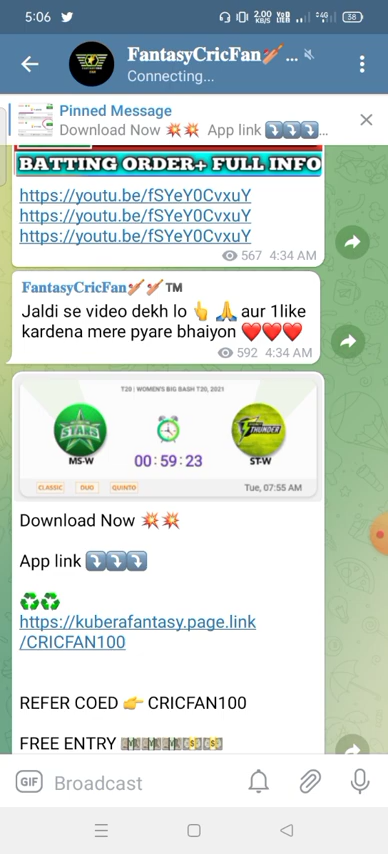 5:06
2.00 KB/S
VoD
LTE
4G
58
FantasyCricFan🏏...
Connecting...
Pinned Message
Download Now 💥💥 App link ⤵️⤵️⤵️...
BATTING ORDER+ FULL INFO
https://youtu.be/fSYeY0CvxuY
https://youtu.be/fSYeY0CvxuY
https://youtu.be/fSYeY0CvxuY
567 4:34 AM
FantasyCricFan🏏🏏™️
Jaldi se video dekh lo 👆 🙏 aur 1like
kardena mere pyare bhaiyon ❤️❤️❤️
592 4:34 AM
T20 | WOMEN'S BIG BASH T20, 2021
STARS
THUNDER
MS-W
00:59:23
ST-W
CLASSIC DUO QUINTO
Tue, 07:55 AM
Download Now 💥💥
App link ⤵️⤵️⤵️
♻️♻️
https://kuberafantasy.page.link
/CRICFAN100
REFER COED 👉 CRICFAN100
FREE ENTRY 💵💵💵🤑🤑
GIF
Broadcast